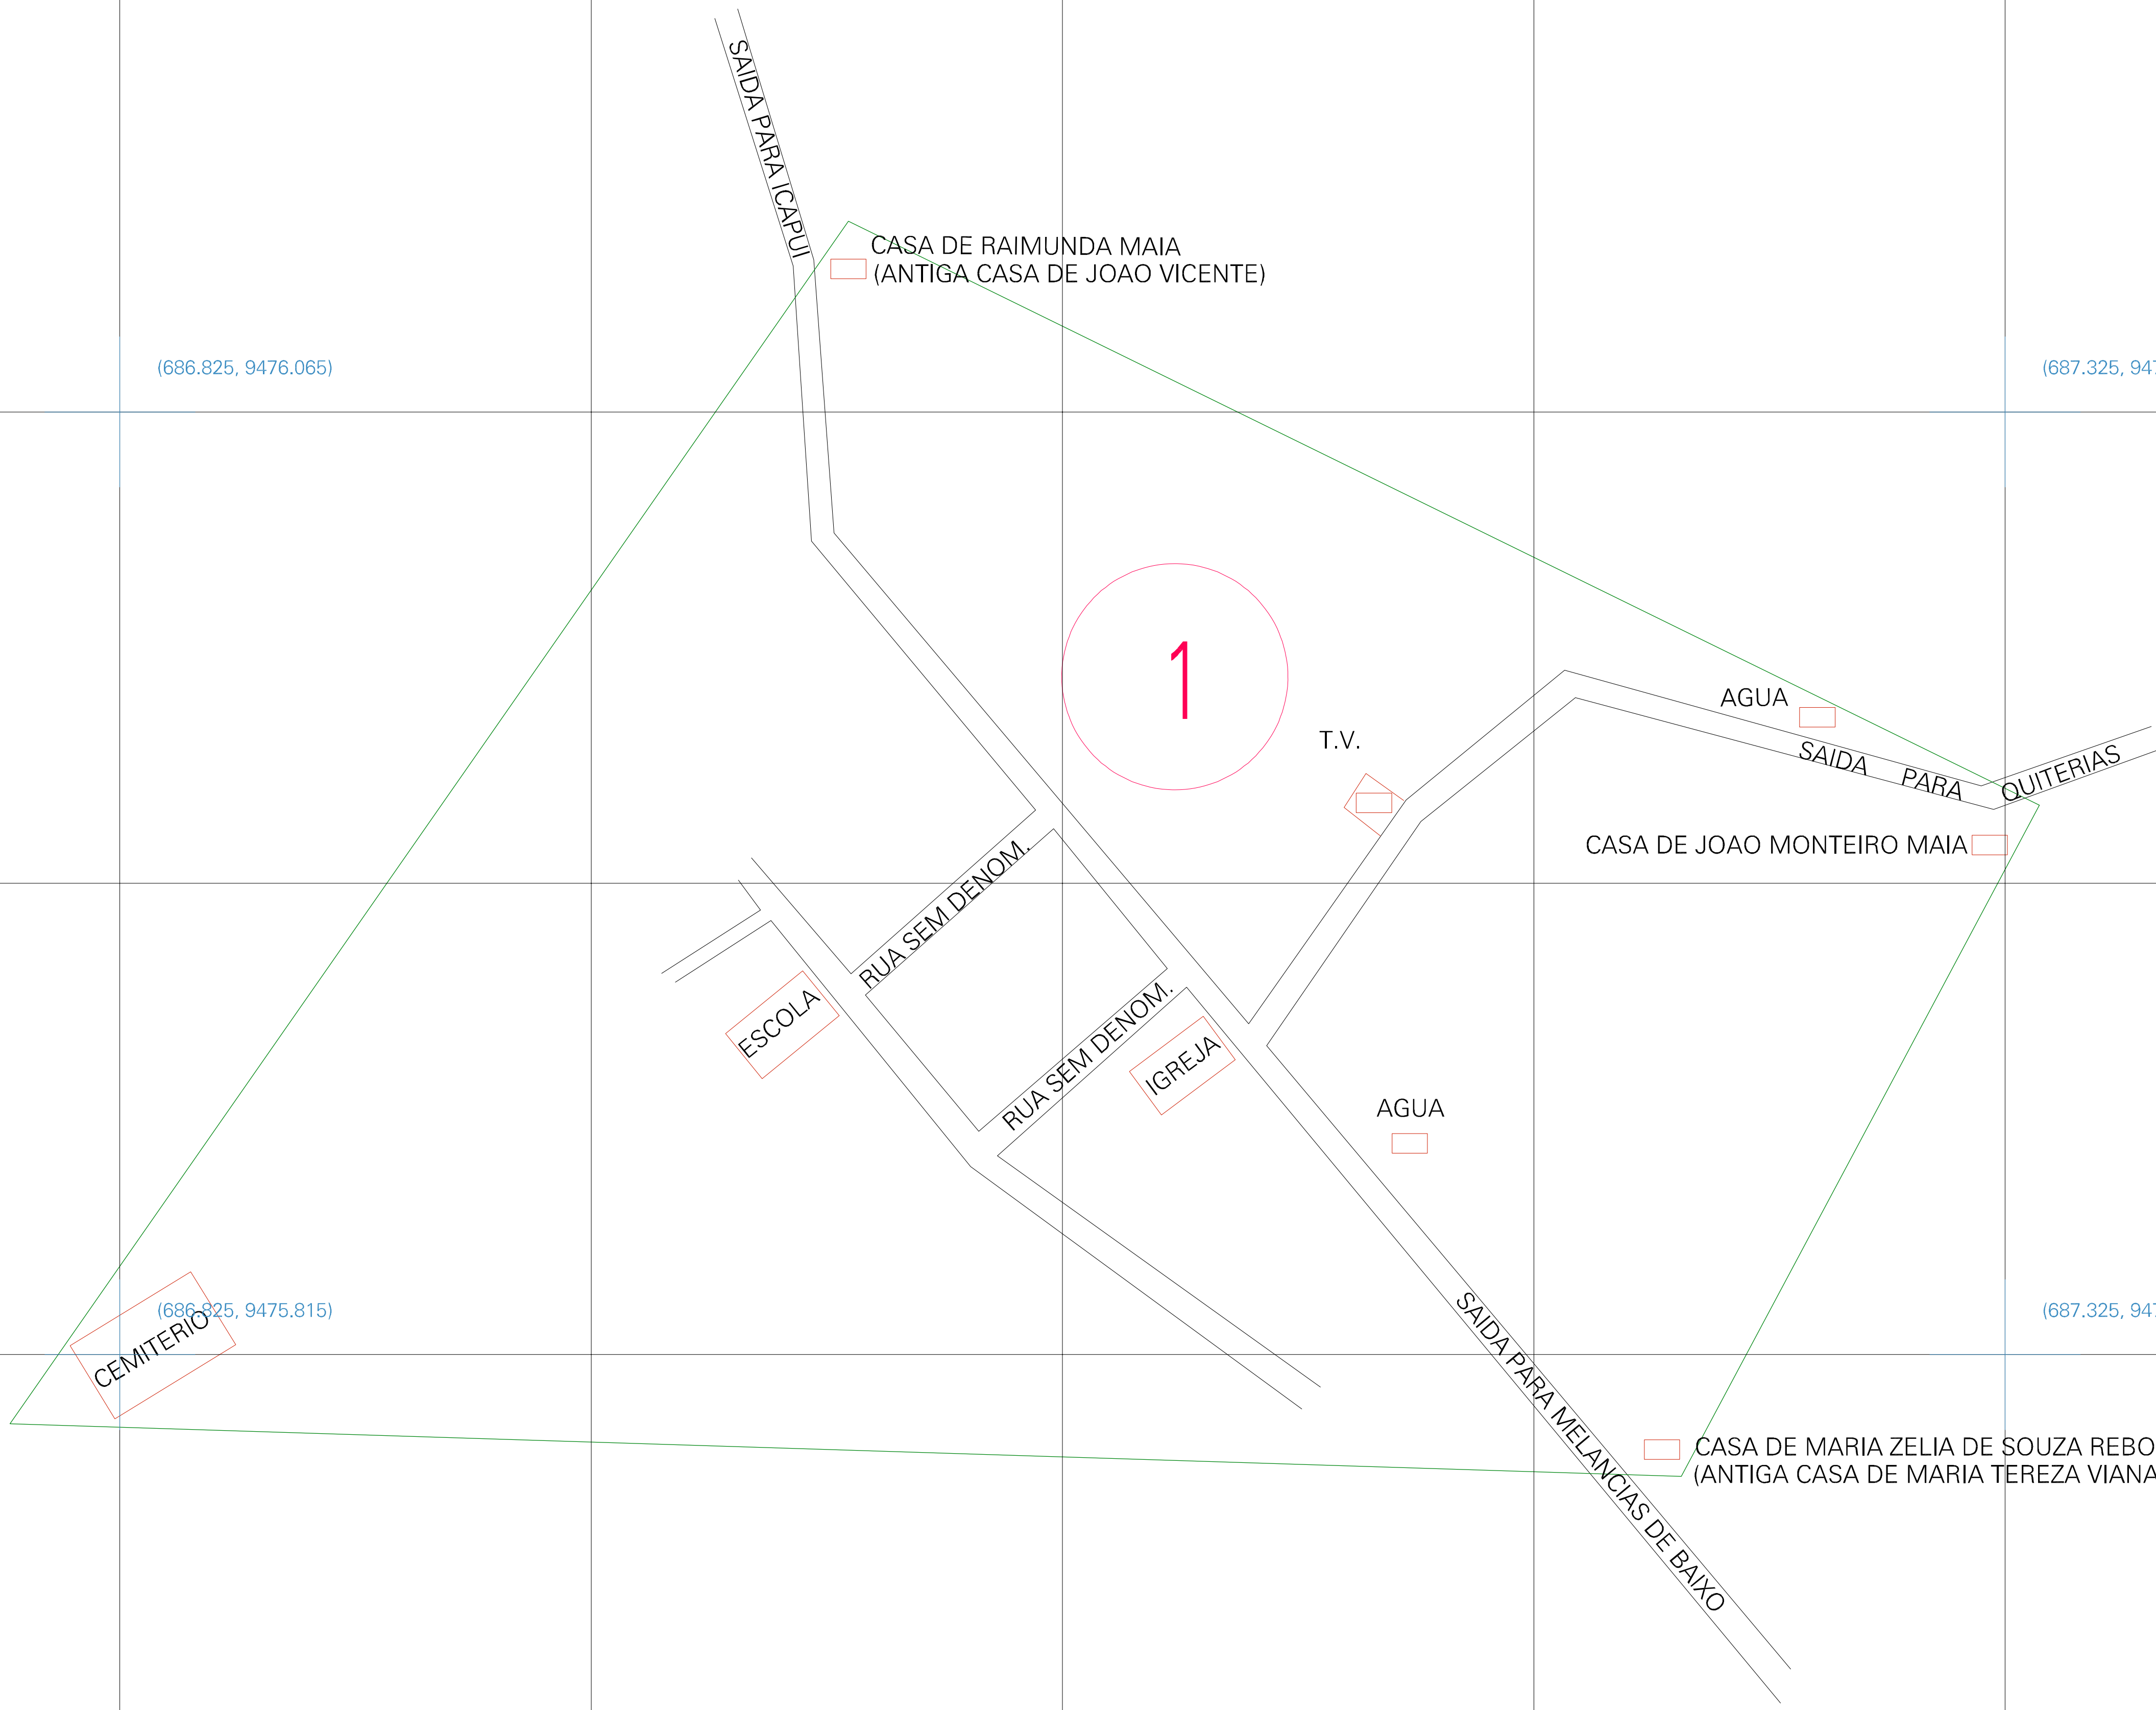 SAIDA PARA ICAPUI
CASA DE RAIMUNDA MAIA
(ANTIGA CASA DE JOAO VICENTE)
(686.825, 9476.065)
(687.325, 947
1
AGUA
T.V.
SAIDA PARA QUITERIAS
CASA DE JOAO MONTEIRO MAIA
RUA SEM DENOM.
ESCOLA
RUA SEM DENOM.
IGREJA
AGUA
(686.825, 9475.815)
(687.325, 947
CEMITERIO
SAIDA PARA MELANCIAS DE BAIXO
CASA DE MARIA ZELIA DE SOUZA REBO
(ANTIGA CASA DE MARIA TEREZA VIANA